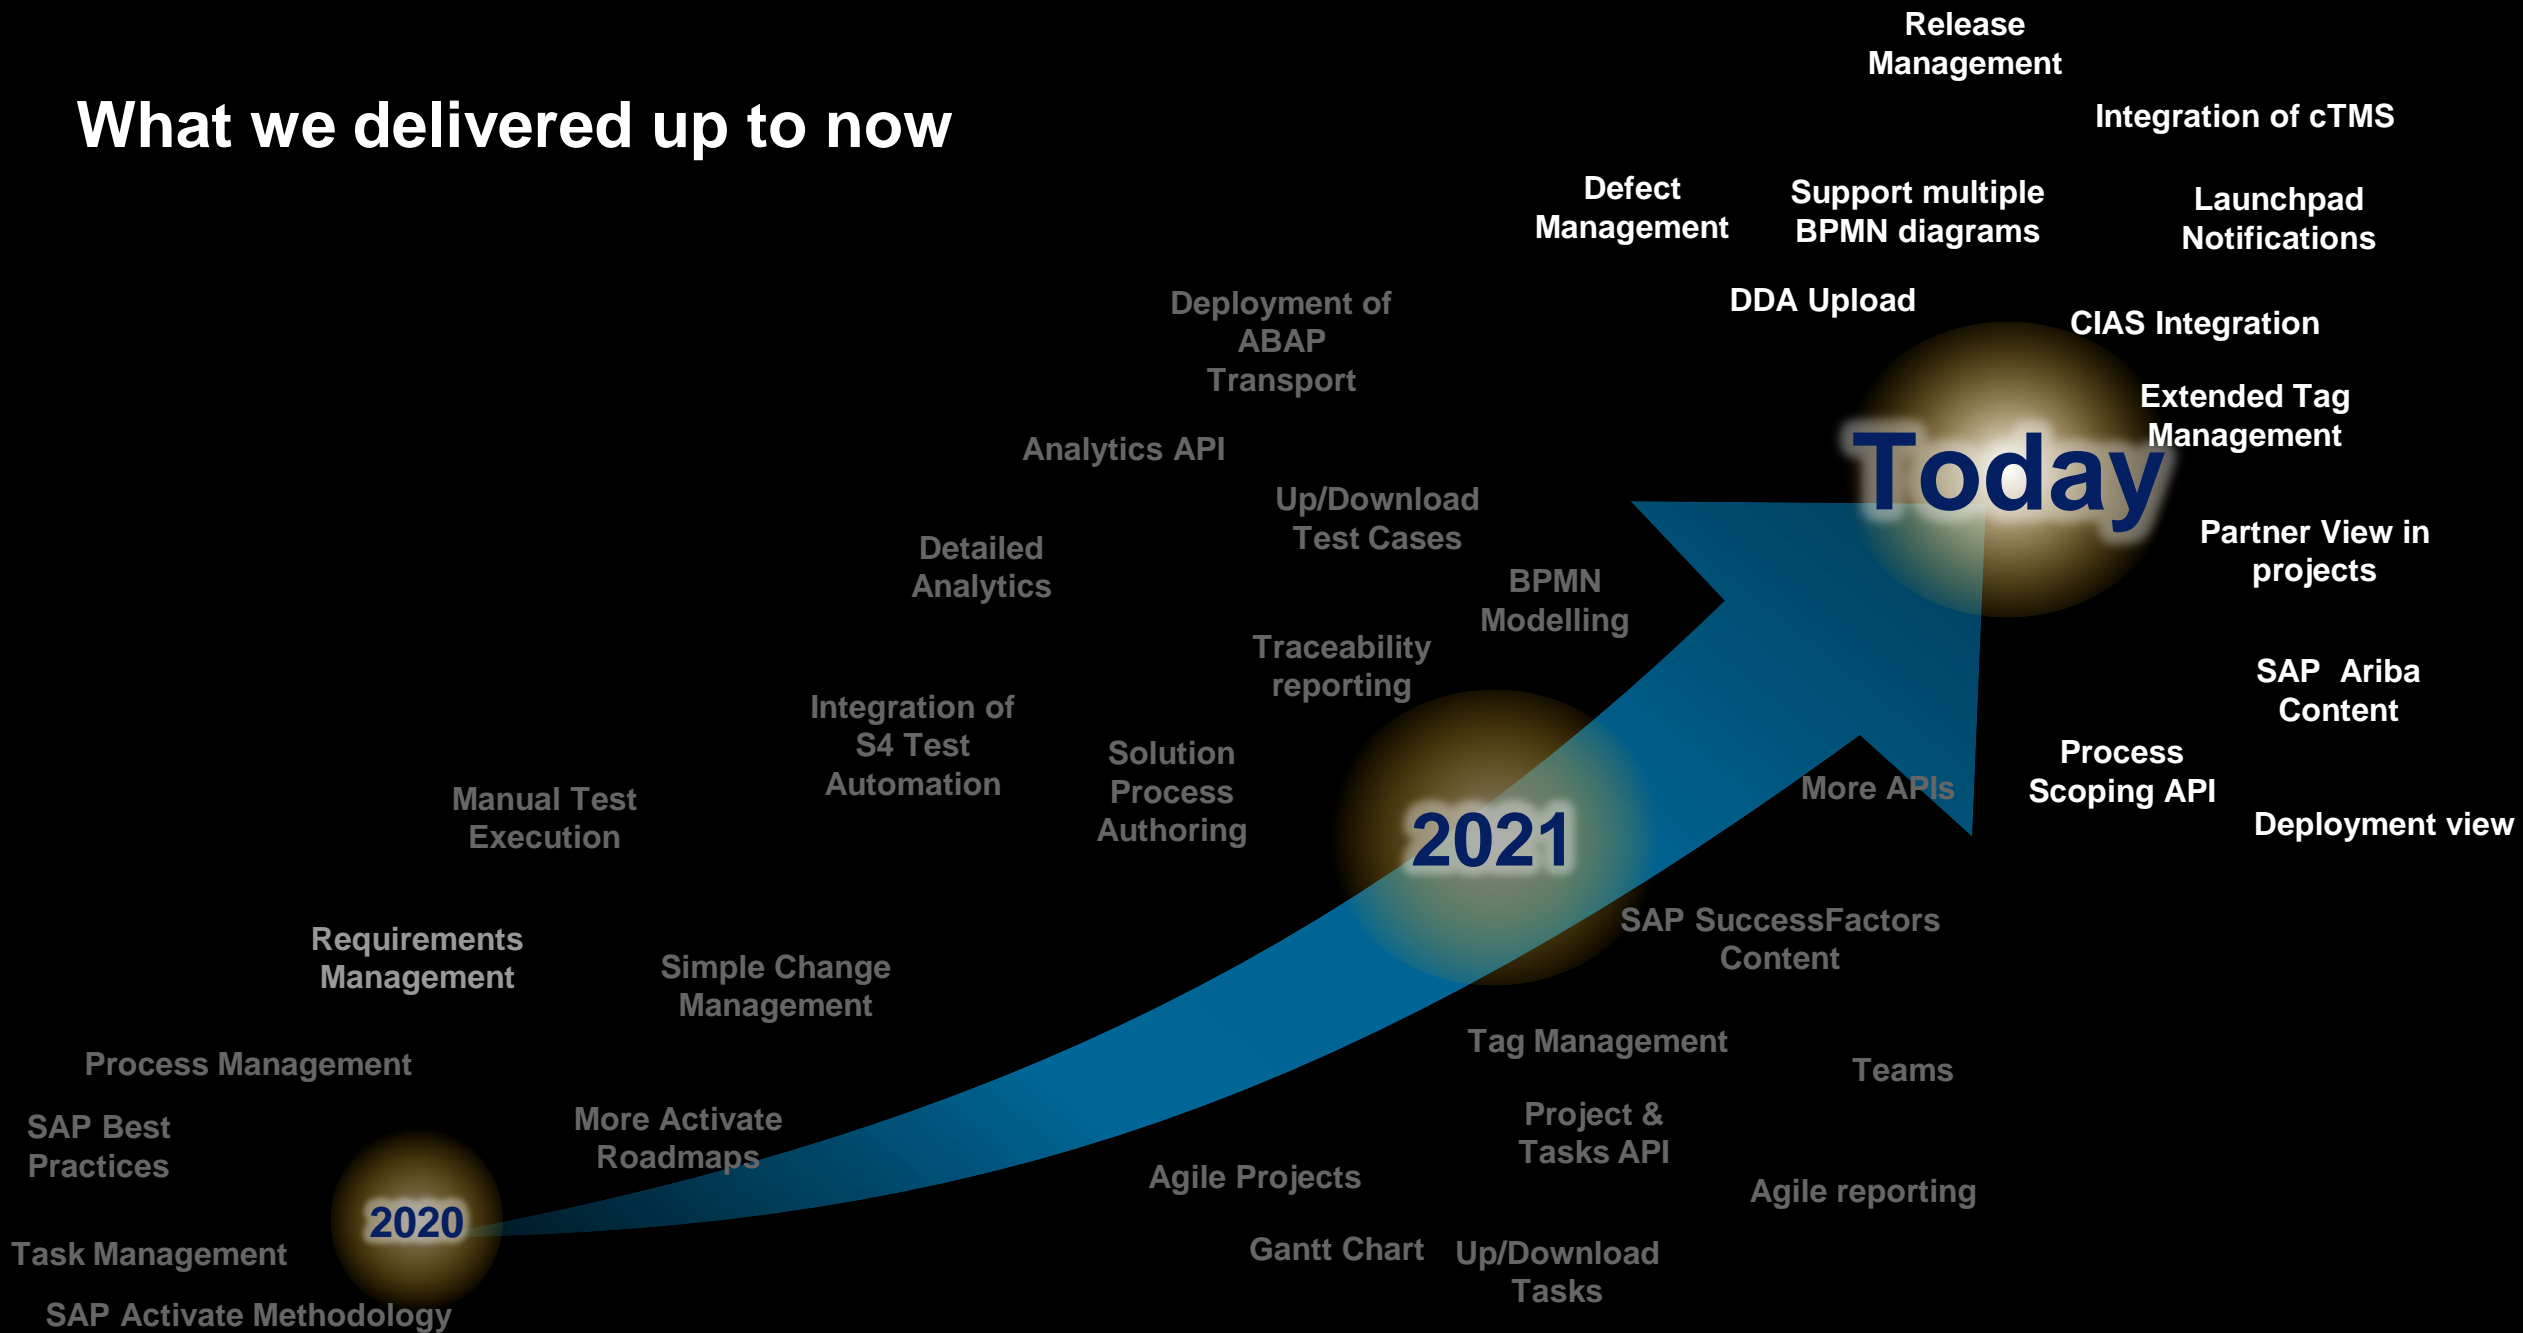 What we delivered up to now
Release
Management
Integration of cTMS
Defect
Management
Support multiple
BPMN diagrams
Launchpad
Notifications
DDA Upload
CIAS Integration
Extended Tag
Management
Today
Partner View in
projects
SAP Ariba
Content
Process
Scoping API
Deployment view
Deployment of
ABAP
Transport
Analytics API
Up/Download
Test Cases
Detailed
Analytics
BPMN
Modelling
Traceability
reporting
Integration of
S4 Test
Automation
Solution
Process
Authoring
More APIs
2021
Manual Test
Execution
SAP SuccessFactors
Content
Requirements
Management
Simple Change
Management
Tag Management
Teams
Process Management
SAP Best
Practices
More Activate
Roadmaps
Project &
Tasks API
Agile Projects
Agile reporting
2020
Task Management
Gantt Chart
Up/Download
Tasks
SAP Activate Methodology